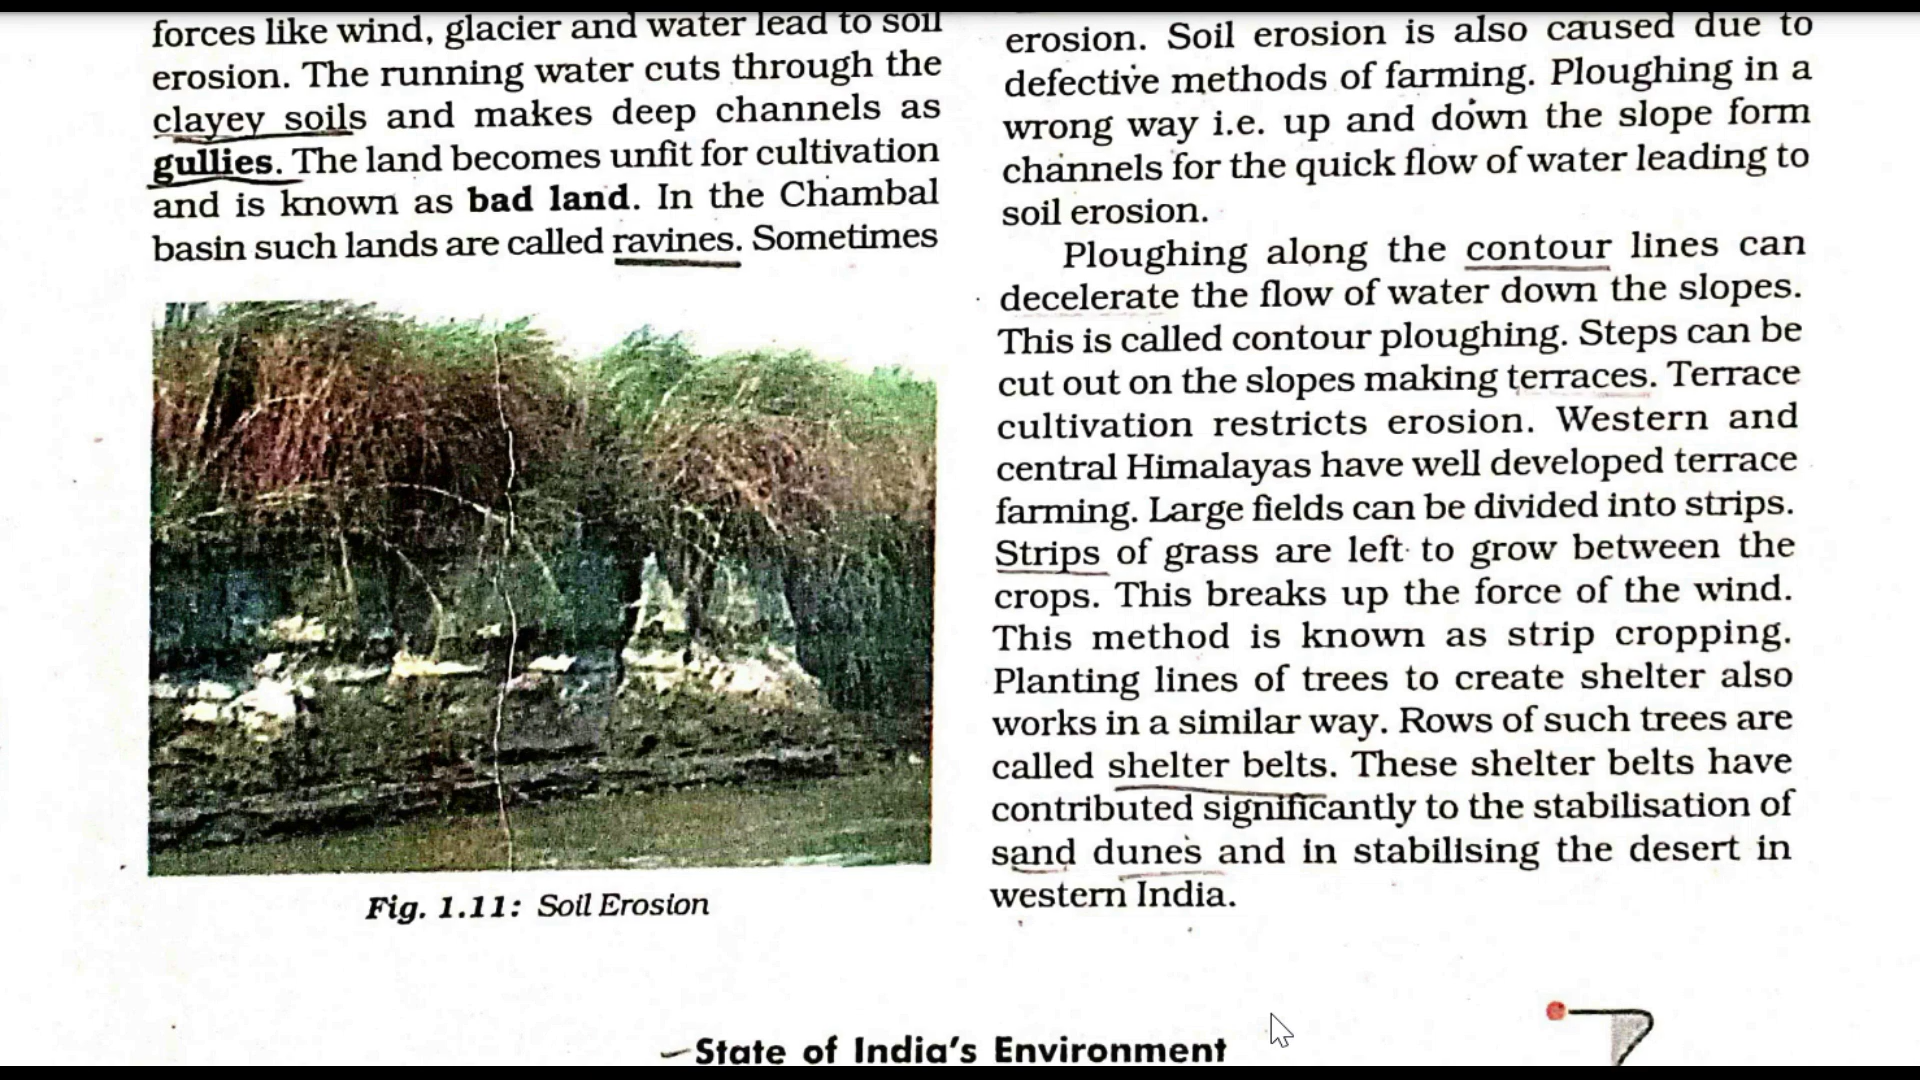 forces like wind, glacier and water lead to soil
erosion. The running water cuts through the
clayey soils and makes deep channels as
gullies. The land becomes unfit for cultivation
and is known as bad land. In the Chambal
basin such lands are called ravines. Sometimes
Fig. 1.11: Soil Erosion
erosion. Soil erosion is also caused due to
defective methods of farming. Ploughing in a
wrong way i.e. up and down the slope form
channels for the quick flow of water leading to
soil erosion.
Ploughing along the contour lines can
decelerate the flow of water down the slopes.
This is called contour ploughing. Steps can be
cut out on the slopes making terraces. Terrace
cultivation restricts erosion. Western and
central Himalayas have well developed terrace
farming. Large fields can be divided into strips.
Strips of grass are left to grow between the
crops. This breaks up the force of the wind.
This method is known as strip cropping.
Planting lines of trees to create shelter also
works in a similar way. Rows of such trees are
called shelter belts. These shelter belts have
contributed significantly to the stabilisation of
sand dunes and in stabilising the desert in
western India.
State of India's Environment